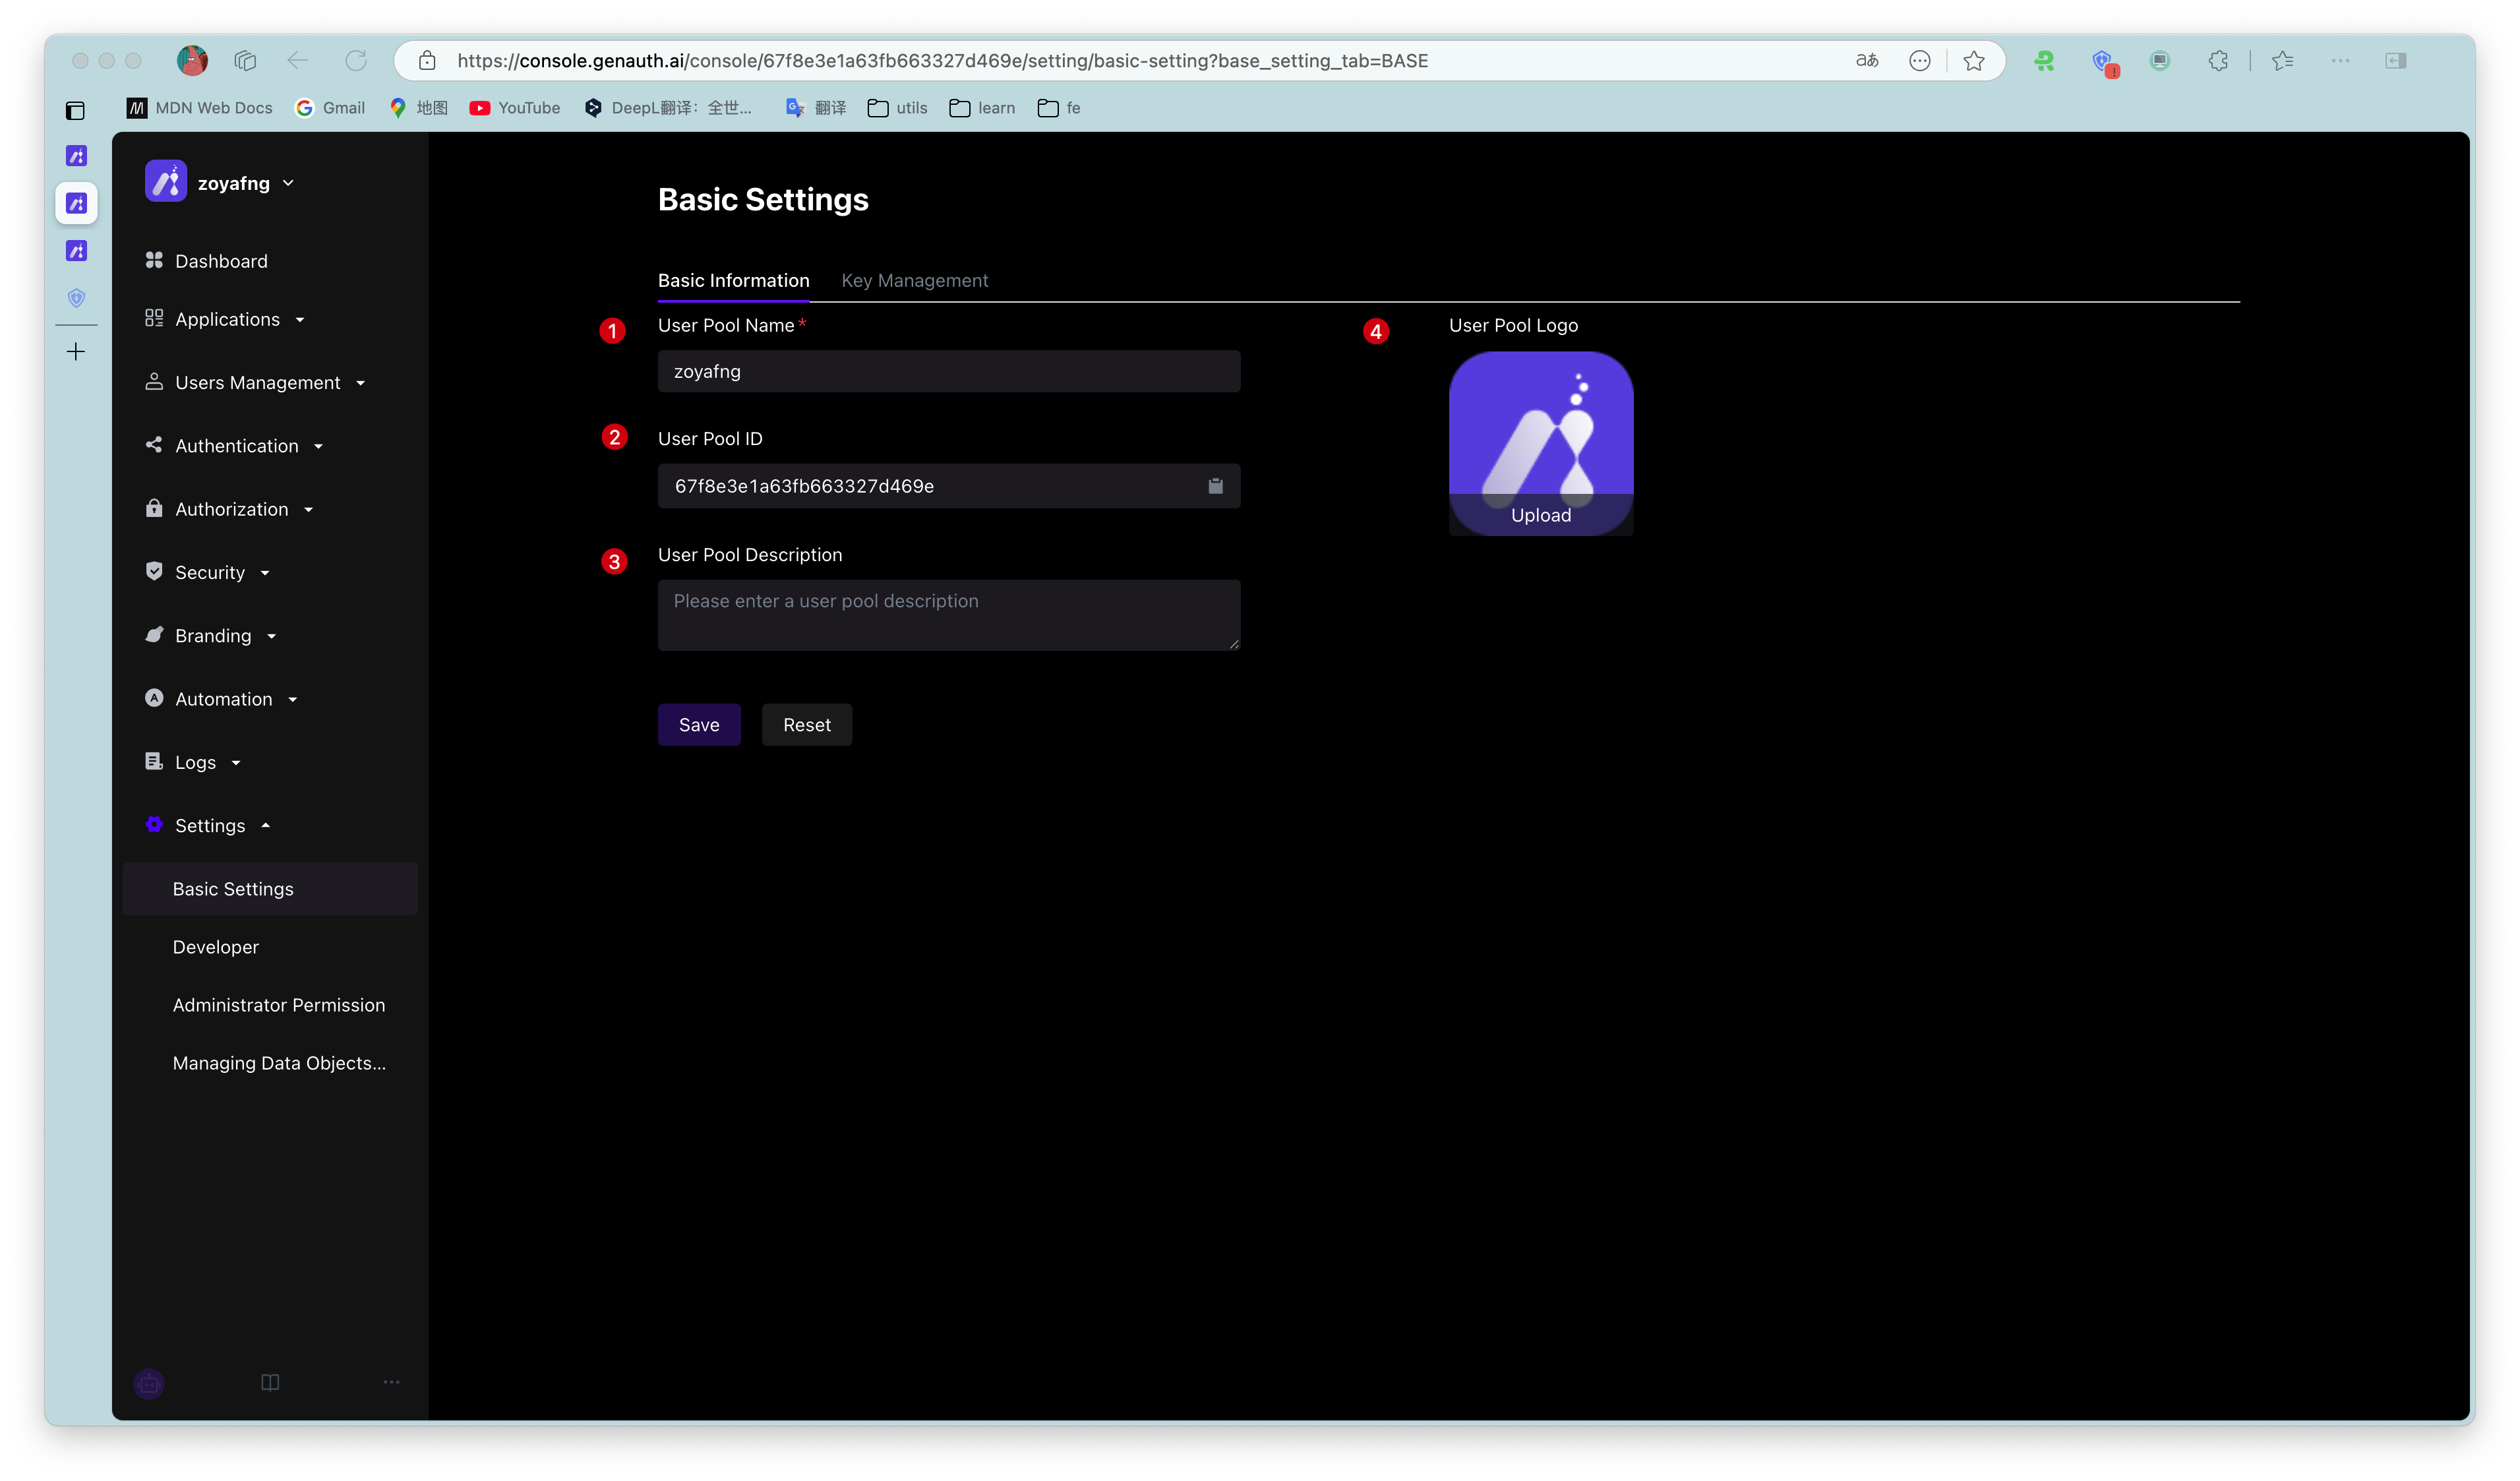 https://console.genauth.ai/console/67f8e3e1a63fb663327d469e/setting/basic-setting?base_setting_tab=BASE
aあ
MDN Web Docs
Gmail
地图
YouTube
DeepL翻译：全世...
翻译
utils
learn
fe
zoyafng
Dashboard
Applications
Users Management
Authentication
Authorization
Security
Branding
Automation
Logs
Settings
Basic Settings
Developer
Administrator Permission
Managing Data Objects...
Basic Settings
Basic Information
Key Management
1
User Pool Name*
zoyafng
2
User Pool ID
67f8e3e1a63fb663327d469e
3
User Pool Description
Please enter a user pool description
Save
Reset
4
User Pool Logo
Upload